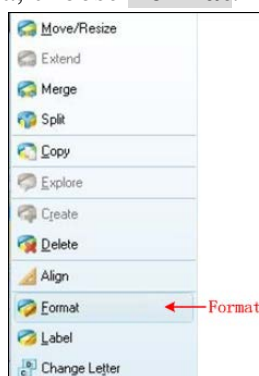 Move/Resize
Extend
Merge
Split
Copy
Explore
Create
Delete
Align
Format
Format
Label
Change Letter